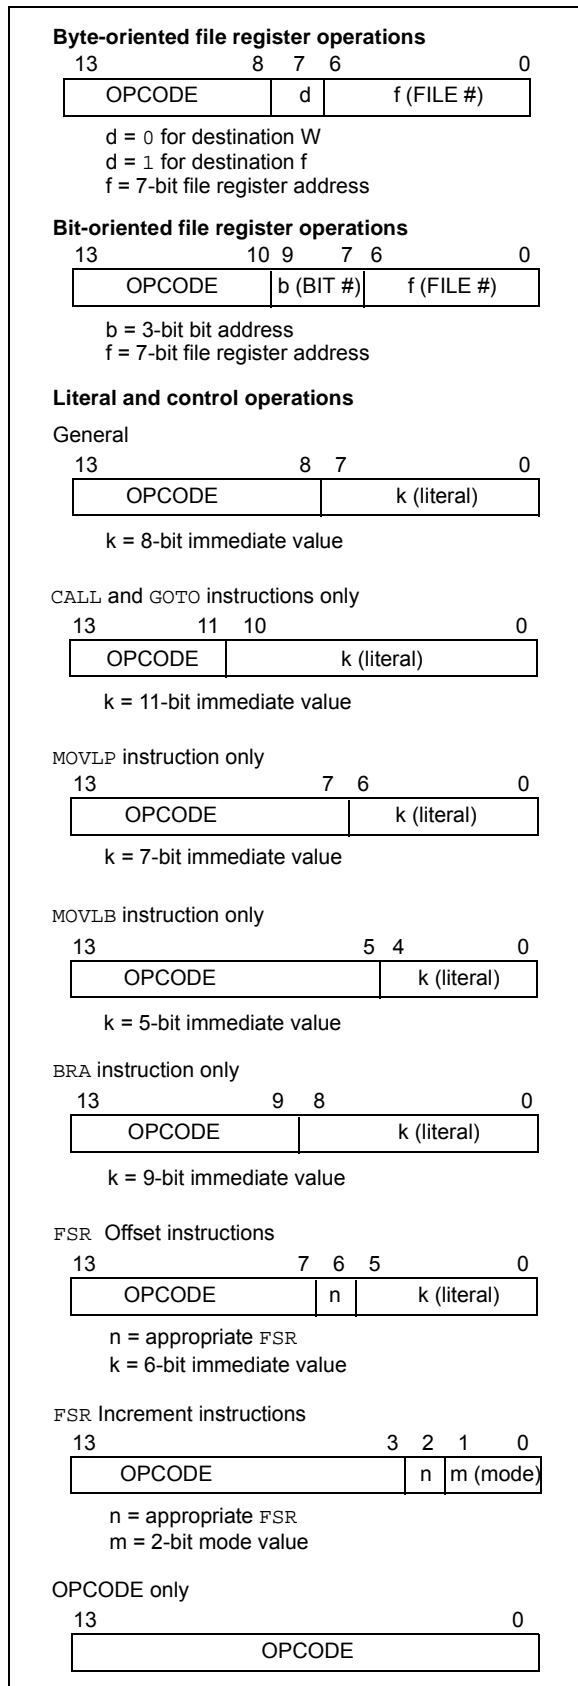 Byte-oriented file register operations
13 8 7 6 0
OPCODE d f (FILE #)
d = 0 for destination W
d = 1 for destination f
f = 7-bit file register address
Bit-oriented file register operations
13 10 9 7 6 0
OPCODE b (BIT #) f (FILE #)
b = 3-bit bit address
f = 7-bit file register address
Literal and control operations
General
13 8 7 0
OPCODE k (literal)
k = 8-bit immediate value
CALL and GOTO instructions only
13 11 10 0
OPCODE k (literal)
k = 11-bit immediate value
MOVLP instruction only
13 7 6 0
OPCODE k (literal)
k = 7-bit immediate value
MOVLB instruction only
13 5 4 0
OPCODE k (literal)
k = 5-bit immediate value
BRA instruction only
13 9 8 0
OPCODE k (literal)
k = 9-bit immediate value
FSR Offset instructions
13 7 6 5 0
OPCODE n k (literal)
n = appropriate FSR
k = 6-bit immediate value
FSR Increment instructions
13 3 2 1 0
OPCODE n m (mode)
n = appropriate FSR
m = 2-bit mode value
OPCODE only
13 0
OPCODE